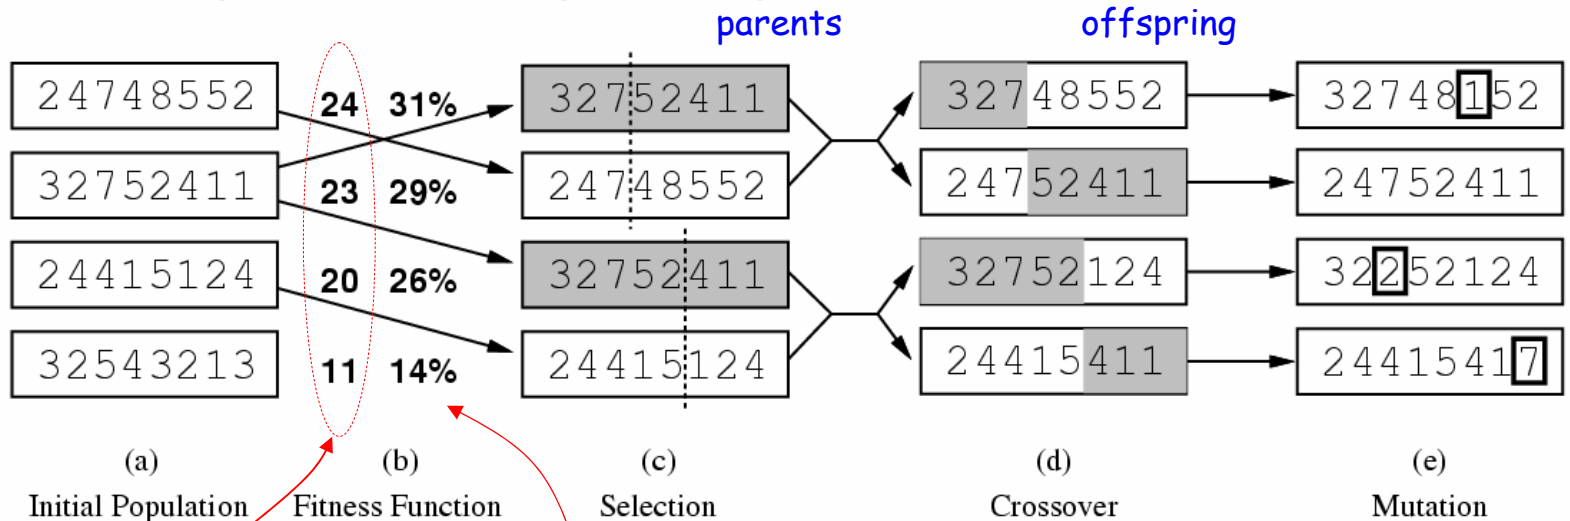 parents offspring
24748552 24 31% 32752411 32748552 32748152
32752411 23 29% 24748552 24752411 24752411
24415124 20 26% 32752411 32752124 32252124
32543213 11 14% 24415124 24415411 24415417
(a) (b) (c) (d) (e)
Initial Population Fitness Function Selection Crossover Mutation